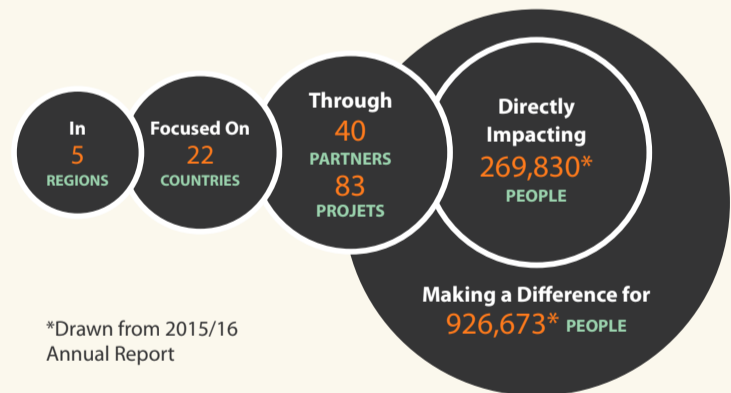 In
5
REGIONS
Focused On
22
COUNTRIES
Through
40
PARTNERS
83
PROJETS
Directly
Impacting
269,830*
PEOPLE
Making a Difference for
926,673* PEOPLE
*Drawn from 2015/16
Annual Report